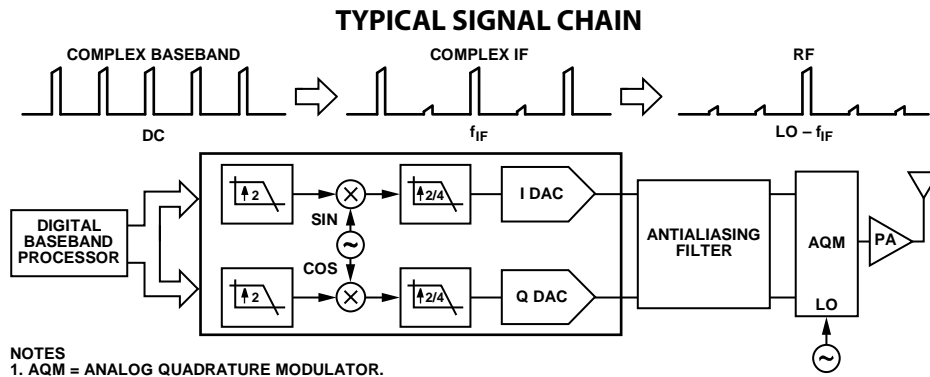 TYPICAL SIGNAL CHAIN
COMPLEX BASEBAND
COMPLEX IF
RF
DC
fIF
LO – fIF
2
2/4
I DAC
SIN
DIGITAL
BASEBAND
PROCESSOR
ANTIALIASING
FILTER
AQM
PA
COS
2
2/4
Q DAC
LO
NOTES
1. AQM = ANALOG QUADRATURE MODULATOR.